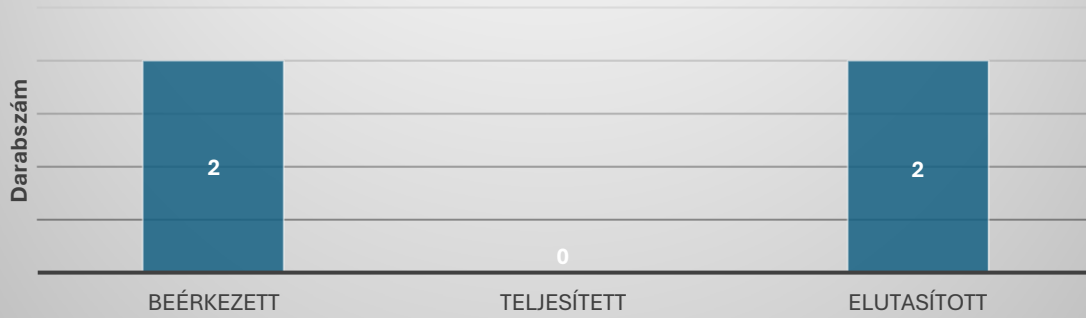 Darabszám
2
0
2
BEÉRKEZETT
TELJESÍTETT
ELUTASÍTOTT